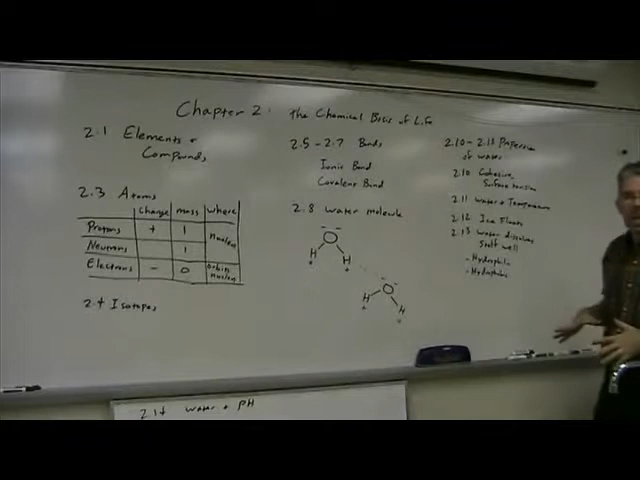 Chapter 2: the Chemical Basis of Life
2.1 Elements &
Compounds
2.3 Atoms
charge mass where
Protons + 1 nucleus
Neutrons 1
Electrons - 0 orbits nucleus
2.4 Isotopes
2.5 - 2.7 Bonds
Ionic Bond
Covalent Bond
2.8 water molecule
- -
O
H H
+ +
- -
O
H H
+ +
2.10 - 2.13 Properties
of water
2.10 Cohesive,
Surface tension
2.11 water & Temperature
2.12 Ice Floats
2.13 water dissolves
stuff well
- Hydrophilic
- Hydrophobic
2.14 water & pH